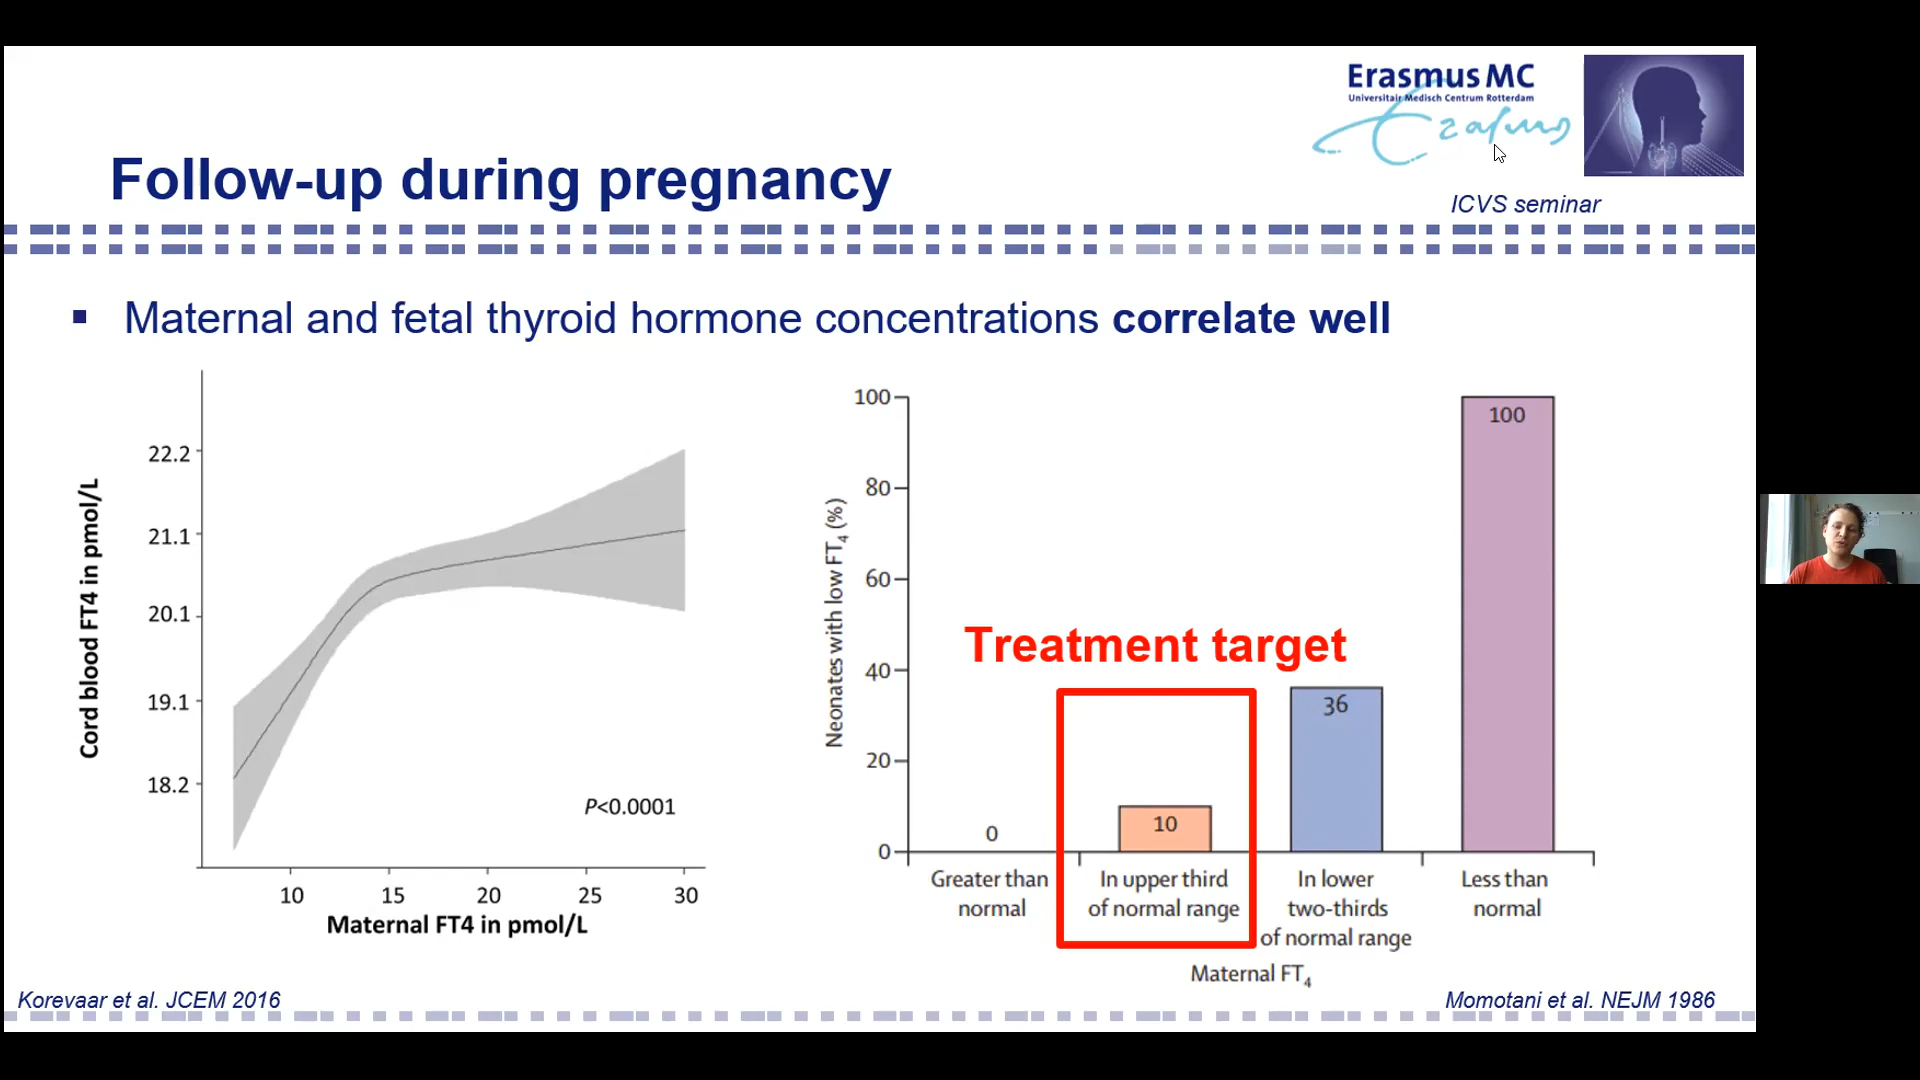 Erasmus MC
Universitair Medisch Centrum Rotterdam
Erasmus
Follow-up during pregnancy
ICVS seminar
▪ Maternal and fetal thyroid hormone concentrations correlate well
Cord blood FT4 in pmol/L
22.2
21.1
20.1
19.1
18.2
P<0.0001
10 15 20 25 30
Maternal FT4 in pmol/L
Neonates with low FT4 (%)
100
80
60
40
20
0
Treatment target
0
10
36
100
Greater than
normal
In upper third
of normal range
In lower
two-thirds
of normal range
Less than
normal
Maternal FT4
Korevaar et al. JCEM 2016
Momotani et al. NEJM 1986